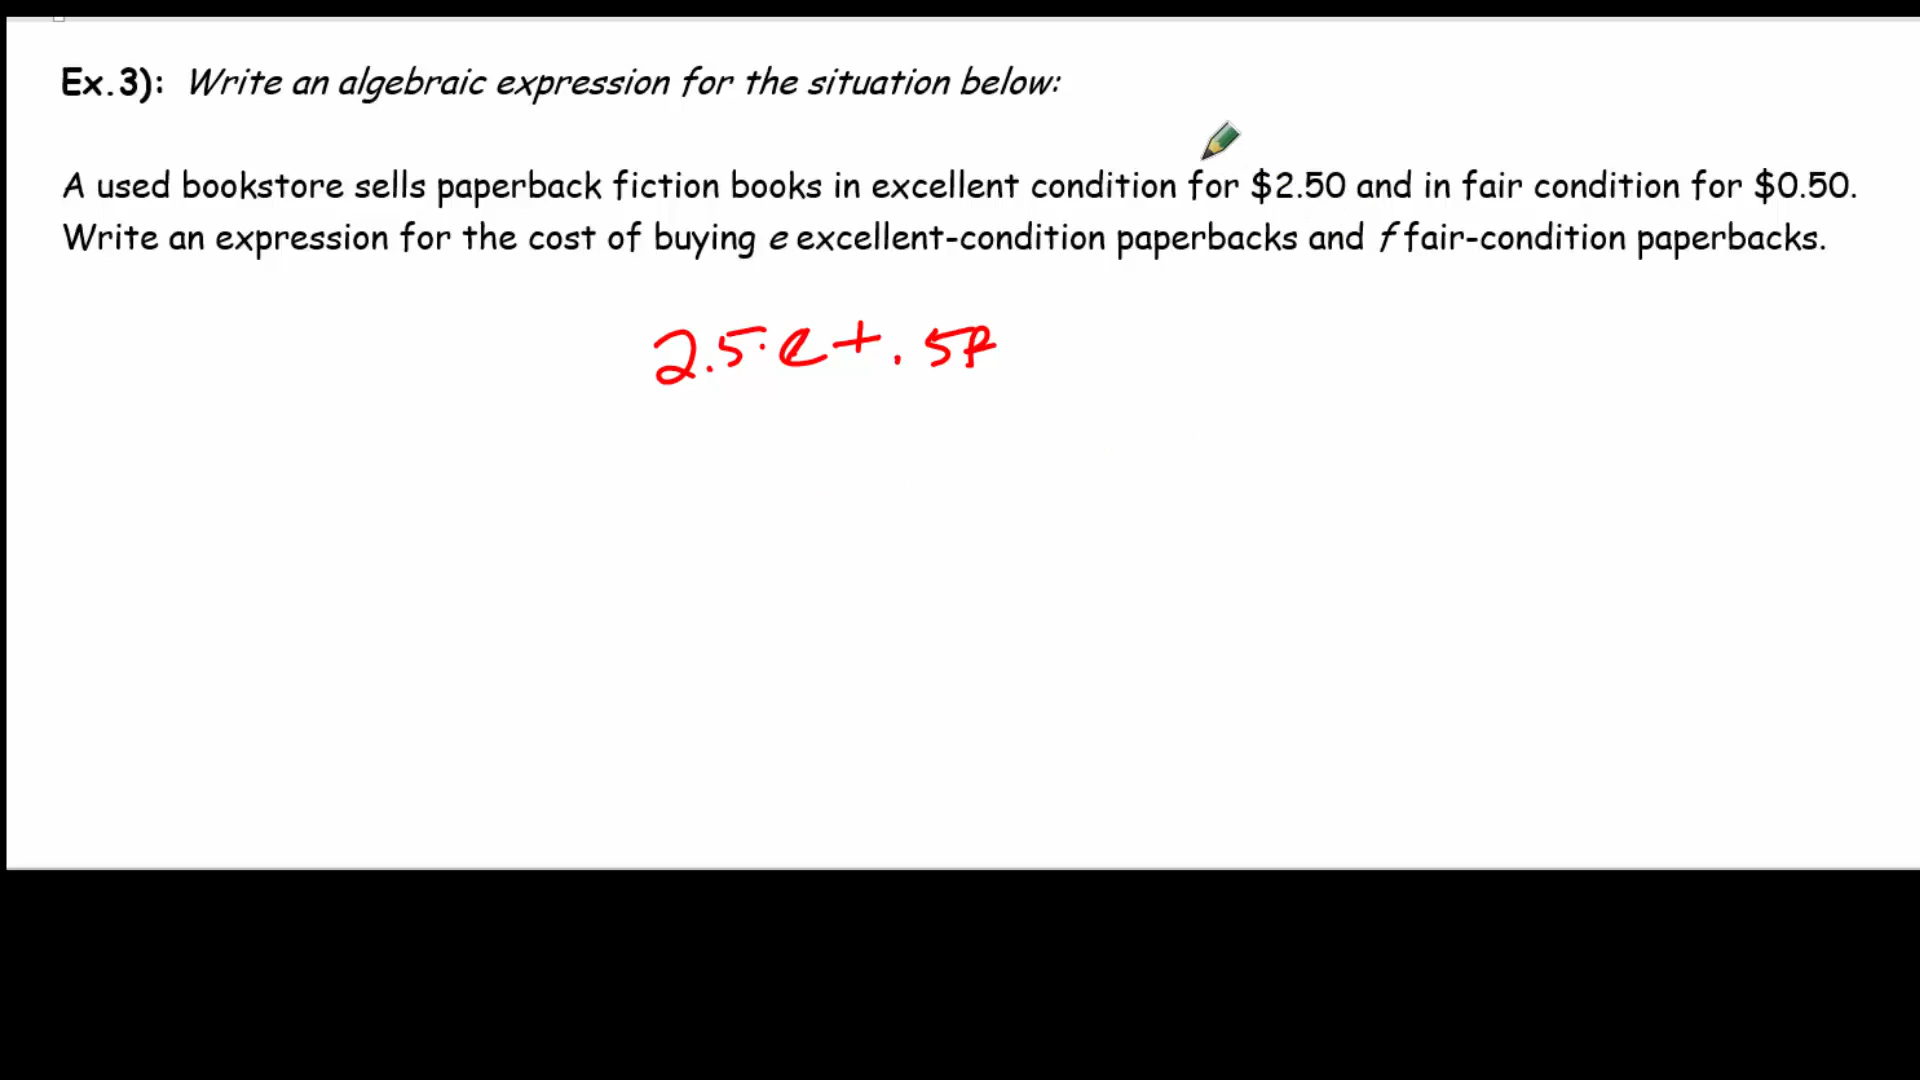 Ex.3): Write an algebraic expression for the situation below:
A used bookstore sells paperback fiction books in excellent condition for $2.50 and in fair condition for $0.50.
Write an expression for the cost of buying e excellent-condition paperbacks and f fair-condition paperbacks.
2.5·e+.5f